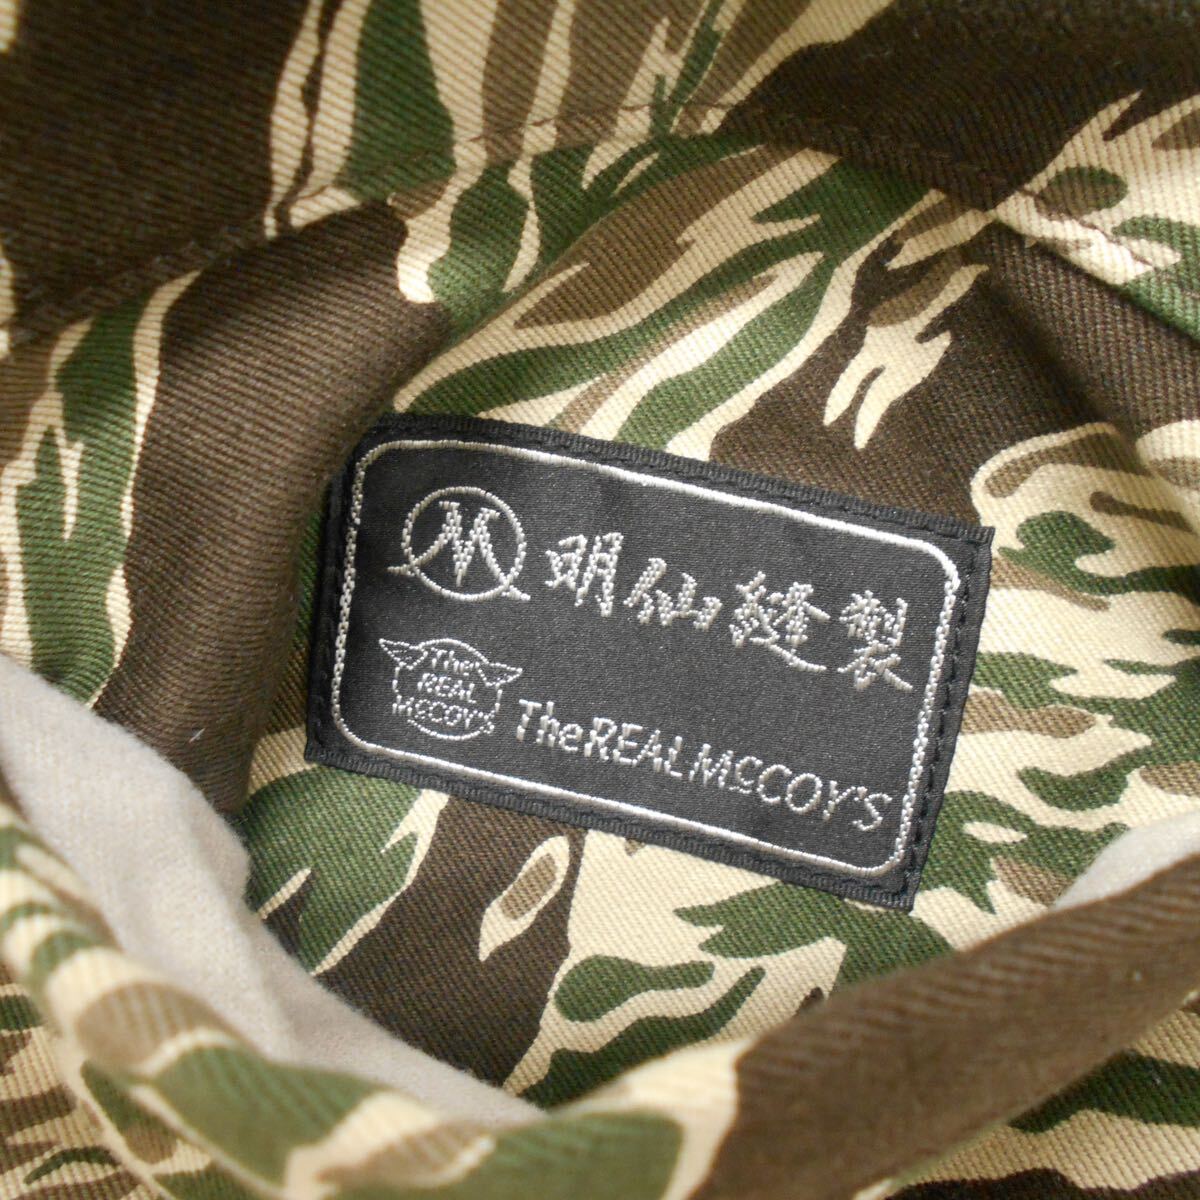 M 明仙縫製
The
REAL
McCOY'S
The REAL McCOY'S